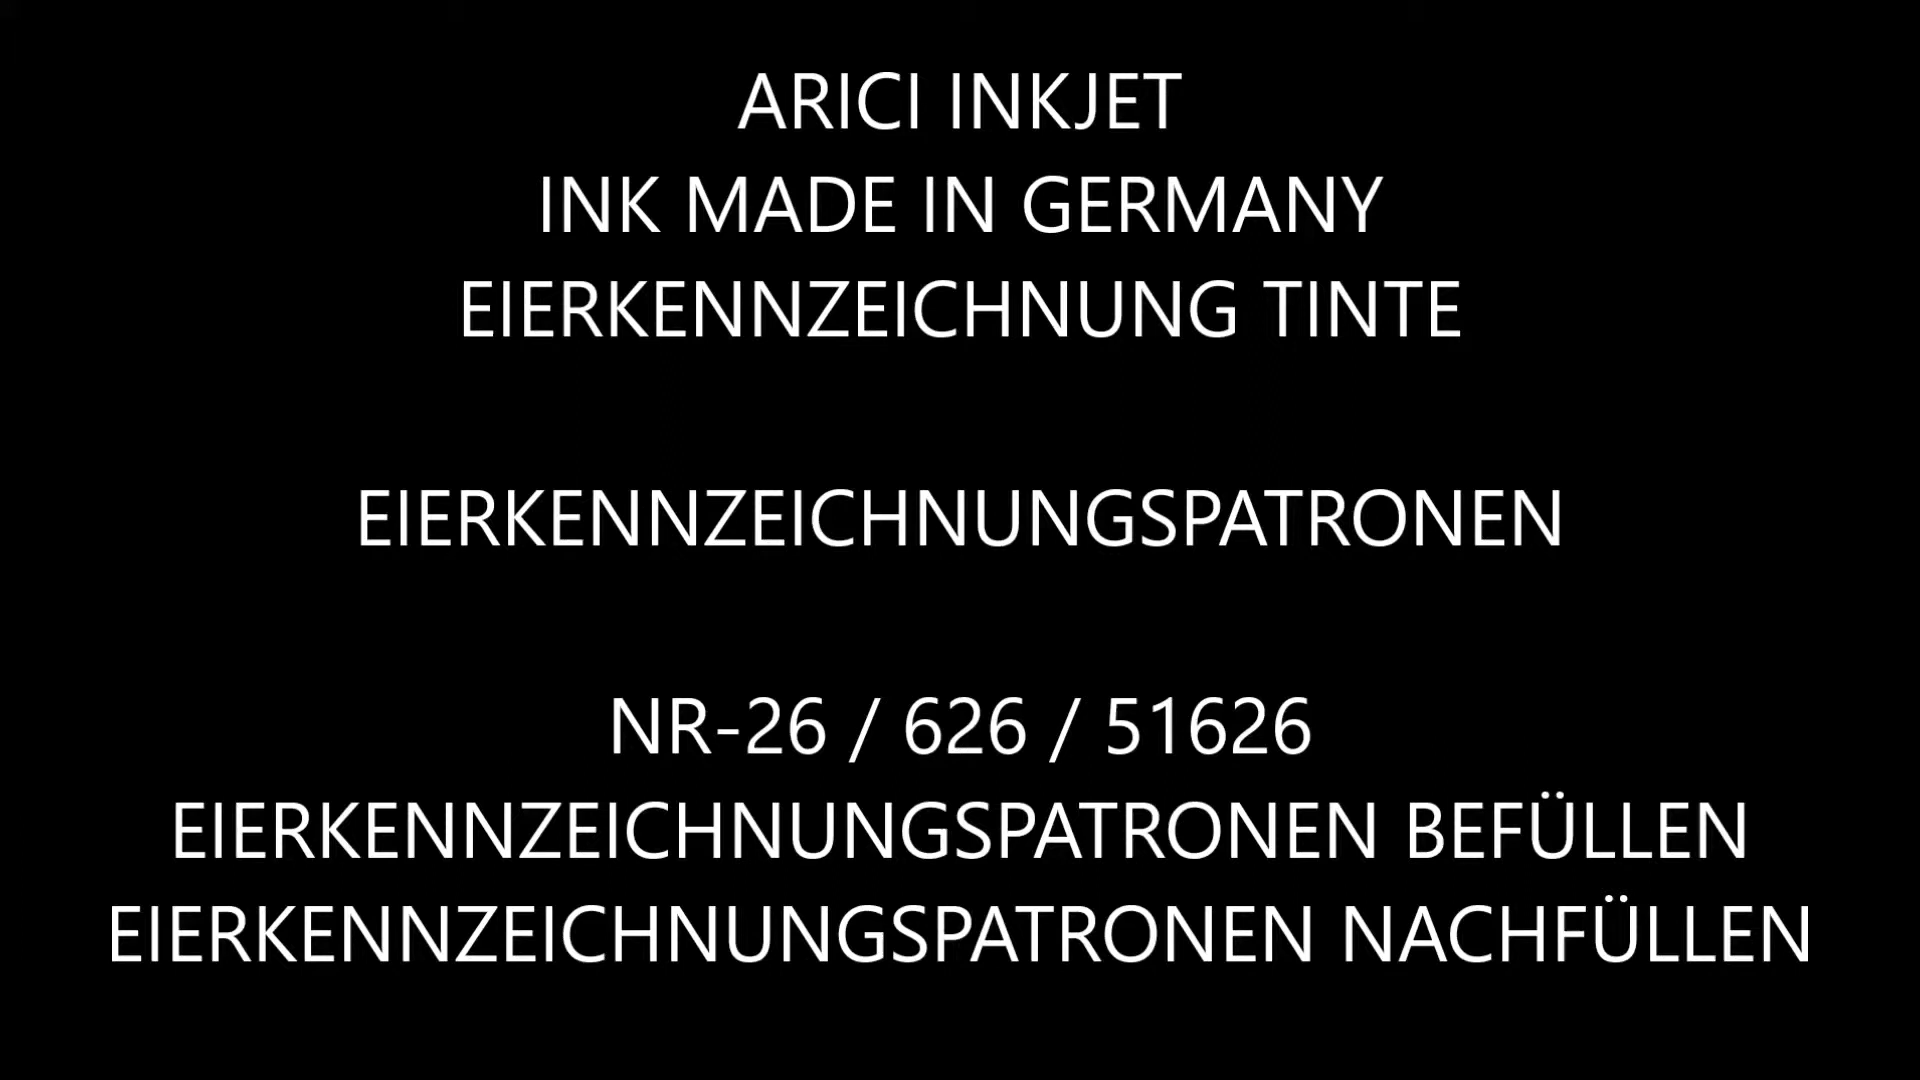 ARICI INKJET
INK MADE IN GERMANY
EIERKENNZEICHNUNG TINTE
EIERKENNZEICHNUNGSPATRONEN
NR-26 / 626 / 51626
EIERKENNZEICHNUNGSPATRONEN BEFÜLLEN
EIERKENNZEICHNUNGSPATRONEN NACHFÜLLEN